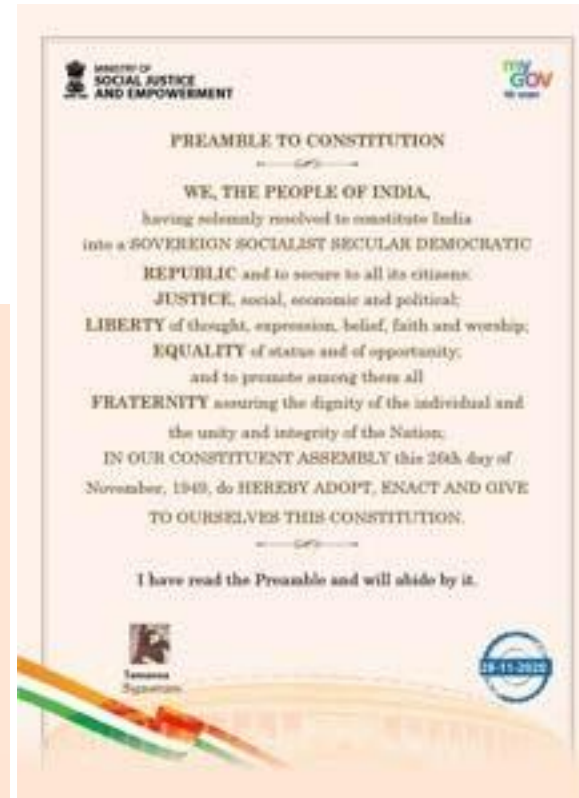 MINISTRY OF
SOCIAL JUSTICE
AND EMPOWERMENT
my
GOV
मेरी सरकार
PREAMBLE TO CONSTITUTION
WE, THE PEOPLE OF INDIA,
having solemnly resolved to constitute India
into a SOVEREIGN SOCIALIST SECULAR DEMOCRATIC
REPUBLIC and to secure to all its citizens:
JUSTICE, social, economic and political;
LIBERTY of thought, expression, belief, faith and worship;
EQUALITY of status and of opportunity;
and to promote among them all
FRATERNITY assuring the dignity of the individual and
the unity and integrity of the Nation;
IN OUR CONSTITUENT ASSEMBLY this 26th day of
November, 1949, do HEREBY ADOPT, ENACT AND GIVE
TO OURSELVES THIS CONSTITUTION.
I have read the Preamble and will abide by it.
Tamanna
Signature